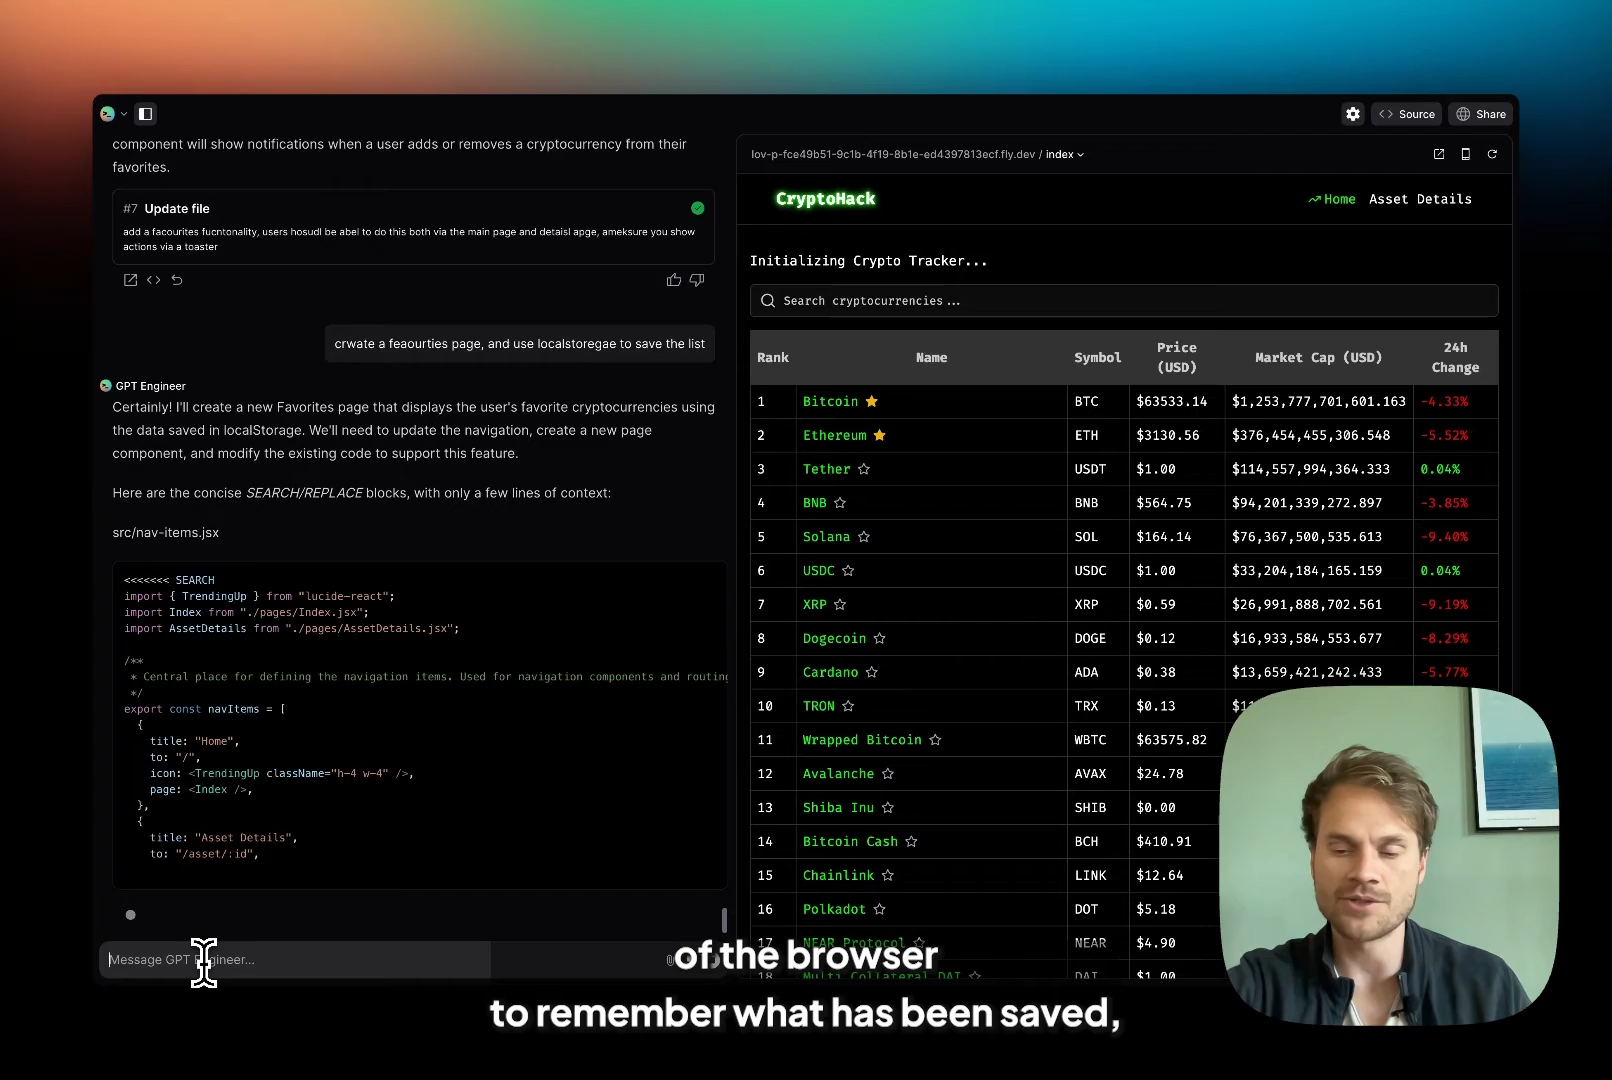 Source
Share
component will show notifications when a user adds or removes a cryptocurrency from their
favorites.
#7 Update file
add a facourites fucntonality, users hosudl be abel to do this both via the main page and detaisl apge, ameksure you show
actions via a toaster
crwate a feaourties page, and use localstoregae to save the list
GPT Engineer
Certainly! I'll create a new Favorites page that displays the user's favorite cryptocurrencies using
the data saved in localStorage. We'll need to update the navigation, create a new page
component, and modify the existing code to support this feature.
Here are the concise SEARCH/REPLACE blocks, with only a few lines of context:
src/nav-items.jsx
<<<<<<< SEARCH
import { TrendingUp } from "lucide-react";
import Index from "./pages/Index.jsx";
import AssetDetails from "./pages/AssetDetails.jsx";
/**
* Central place for defining the navigation items. Used for navigation components and routing
*/
export const navItems = [
{
title: "Home",
to: "/",
icon: <TrendingUp className="h-4 w-4" />,
page: <Index />,
},
{
title: "Asset Details",
to: "/asset/:id",
Message GPT Engineer...
lov-p-fce49b51-9c1b-4f19-8b1e-ed4397813ecf.fly.dev / index
CryptoHack
Home Asset Details
Initializing Crypto Tracker...
Search cryptocurrencies...
Rank Name Symbol Price (USD) Market Cap (USD) 24h Change
1 Bitcoin BTC $63533.14 $1,253,777,701,601.163 -4.33%
2 Ethereum ETH $3130.56 $376,454,455,306.548 -5.52%
3 Tether USDT $1.00 $114,557,994,364.333 0.04%
4 BNB BNB $564.75 $94,201,339,272.897 -3.85%
5 Solana SOL $164.14 $76,367,500,535.613 -9.40%
6 USDC USDC $1.00 $33,204,184,165.159 0.04%
7 XRP XRP $0.59 $26,991,888,702.561 -9.19%
8 Dogecoin DOGE $0.12 $16,933,584,553.677 -8.29%
9 Cardano ADA $0.38 $13,659,421,242.433 -5.77%
10 TRON TRX $0.13
11 Wrapped Bitcoin WBTC $63575.82
12 Avalanche AVAX $24.78
13 Shiba Inu SHIB $0.00
14 Bitcoin Cash BCH $410.91
15 Chainlink LINK $12.64
16 Polkadot DOT $5.18
17 NEAR Protocol NEAR $4.90
18 Multi Collateral DAI DAI $1.00
of the browser
to remember what has been saved,